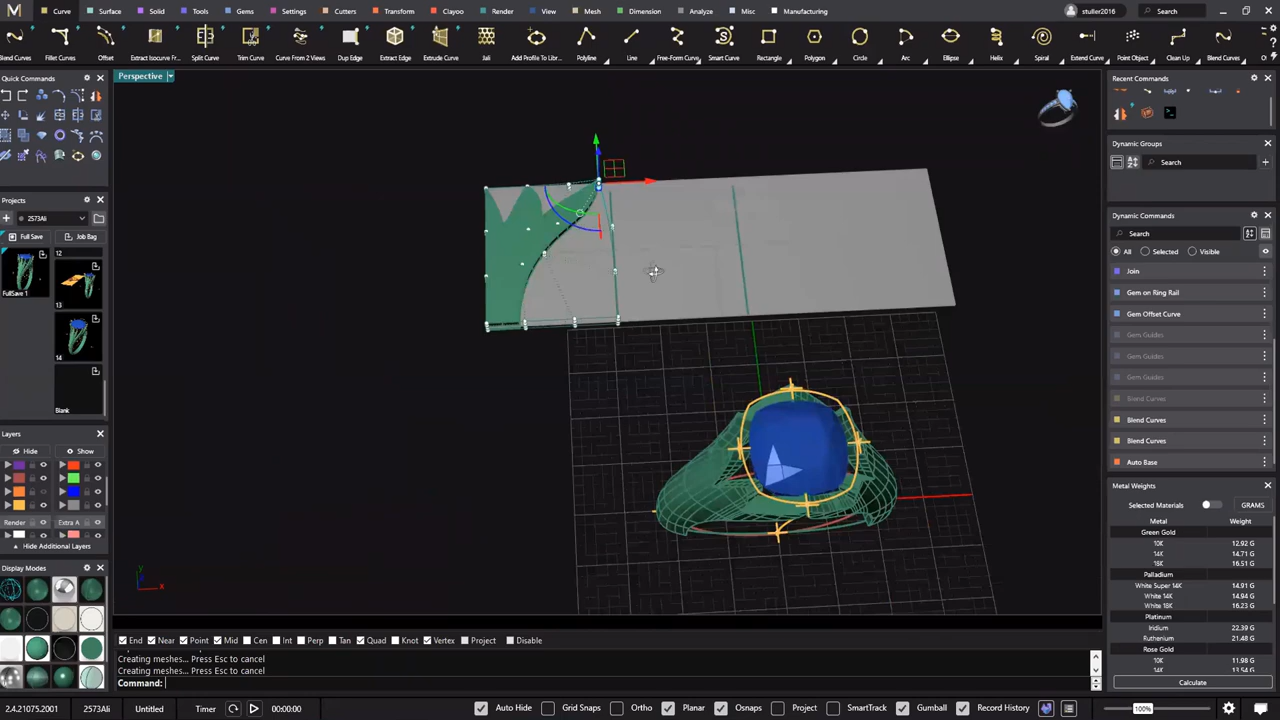 Curve Surface Solid Tools Gems Settings Cutters Transform Clayoo Render View Mesh Dimension Analyze Misc Manufacturing stuller2016 Search
Blend Curves Fillet Curves Offset Extract Isocurve Fr... Split Curve Trim Curve Curve From 2 Views Dup Edge Extract Edge Extrude Curve Jali Add Profile To Libr... Polyline Line Free-Form Curve Smart Curve Rectangle Polygon Circle Arc Ellipse Helix Spiral Extend Curve Point Object Clean Up Blend Curves
Quick Commands
Perspective
Recent Commands
Dynamic Groups
Search
Dynamic Commands
Search
All Selected Visible
Join
Gem on Ring Rail
Gem Offset Curve
Gem Guides
Gem Guides
Gem Guides
Blend Curves
Blend Curves
Blend Curves
Auto Base
Projects
2573Ali
Full Save Job Bag
12
FullSave 1
13
14
Blank
Layers
Hide Show
Render Extra A
Hide Additional Layers
Display Modes
Metal Weights
Selected Materials GRAMS
Metal Weight
Green Gold
10K 12.92 G
14K 14.71 G
18K 16.51 G
Palladium
White Super 14K 14.91 G
White 14K 14.94 G
White 18K 16.23 G
Platinum
Iridium 22.39 G
Ruthenium 21.48 G
Rose Gold
10K 11.98 G
14K 13.54 G
Calculate
y
z
x
End Near Point Mid Cen Int Perp Tan Quad Knot Vertex Project Disable
Creating meshes... Press Esc to cancel
Creating meshes... Press Esc to cancel
Command:
2.4.21075.2001 2573Ali Untitled Timer 00:00:00 Auto Hide Grid Snaps Ortho Planar Osnaps Project SmartTrack Gumball Record History 100%